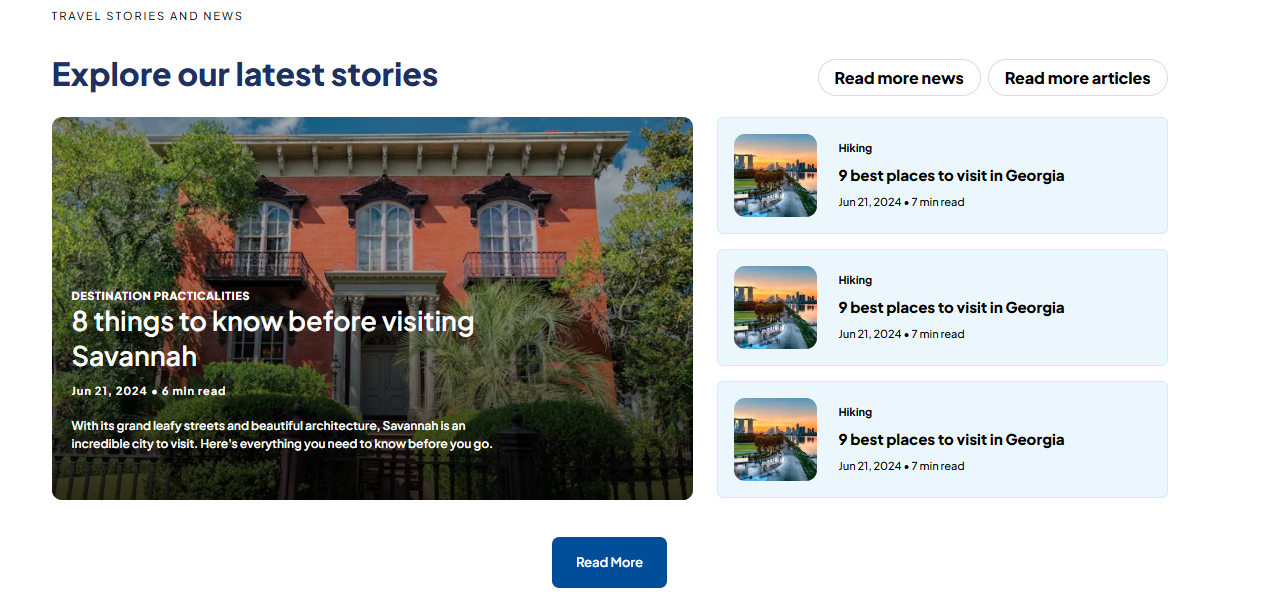 TRAVEL STORIES AND NEWS
Explore our latest stories
Read more news
Read more articles
DESTINATION PRACTICALITIES
8 things to know before visiting
Savannah
Jun 21, 2024 • 6 min read
With its grand leafy streets and beautiful architecture, Savannah is an
incredible city to visit. Here's everything you need to know before you go.
Hiking
9 best places to visit in Georgia
Jun 21, 2024 • 7 min read
Hiking
9 best places to visit in Georgia
Jun 21, 2024 • 7 min read
Hiking
9 best places to visit in Georgia
Jun 21, 2024 • 7 min read
Read More